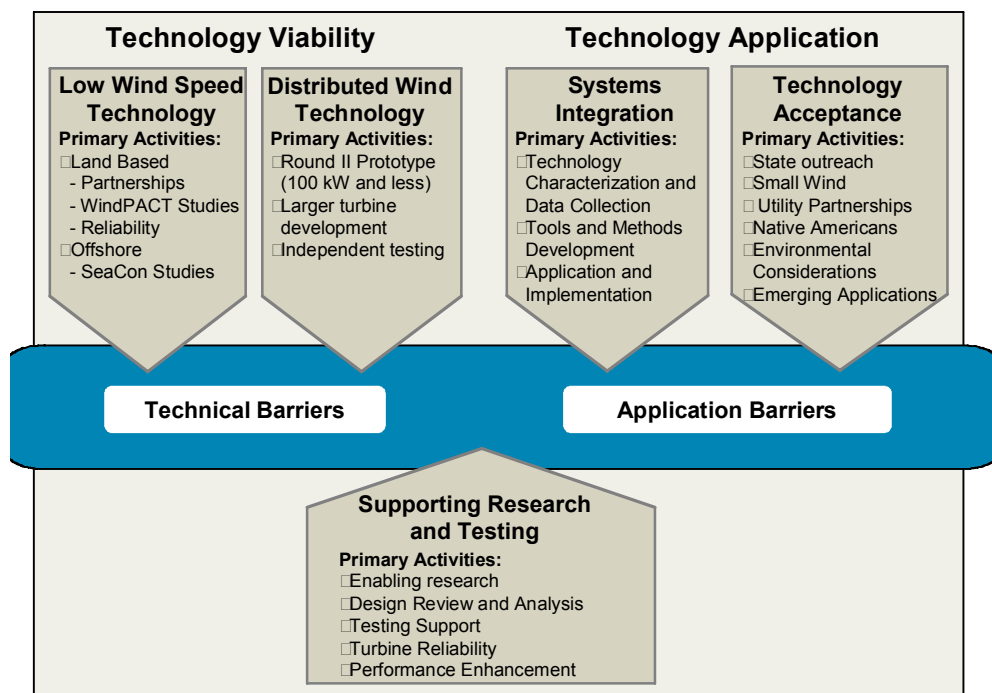 Technology Viability
Technology Application
Low Wind Speed
Technology
Primary Activities:
□Land Based
- Partnerships
- WindPACT Studies
- Reliability
□Offshore
- SeaCon Studies
Distributed Wind
Technology
Primary Activities:
□Round II Prototype
(100 kW and less)
□Larger turbine
development
□Independent testing
Systems
Integration
Primary Activities:
□Technology
Characterization and
Data Collection
□Tools and Methods
Development
□Application and
Implementation
Technology
Acceptance
Primary Activities:
□State outreach
□Small Wind
□ Utility Partnerships
□Native Americans
□Environmental
Considerations
□Emerging Applications
Technical Barriers
Application Barriers
Supporting Research
and Testing
Primary Activities:
□Enabling research
□Design Review and Analysis
□Testing Support
□Turbine Reliability
□Performance Enhancement